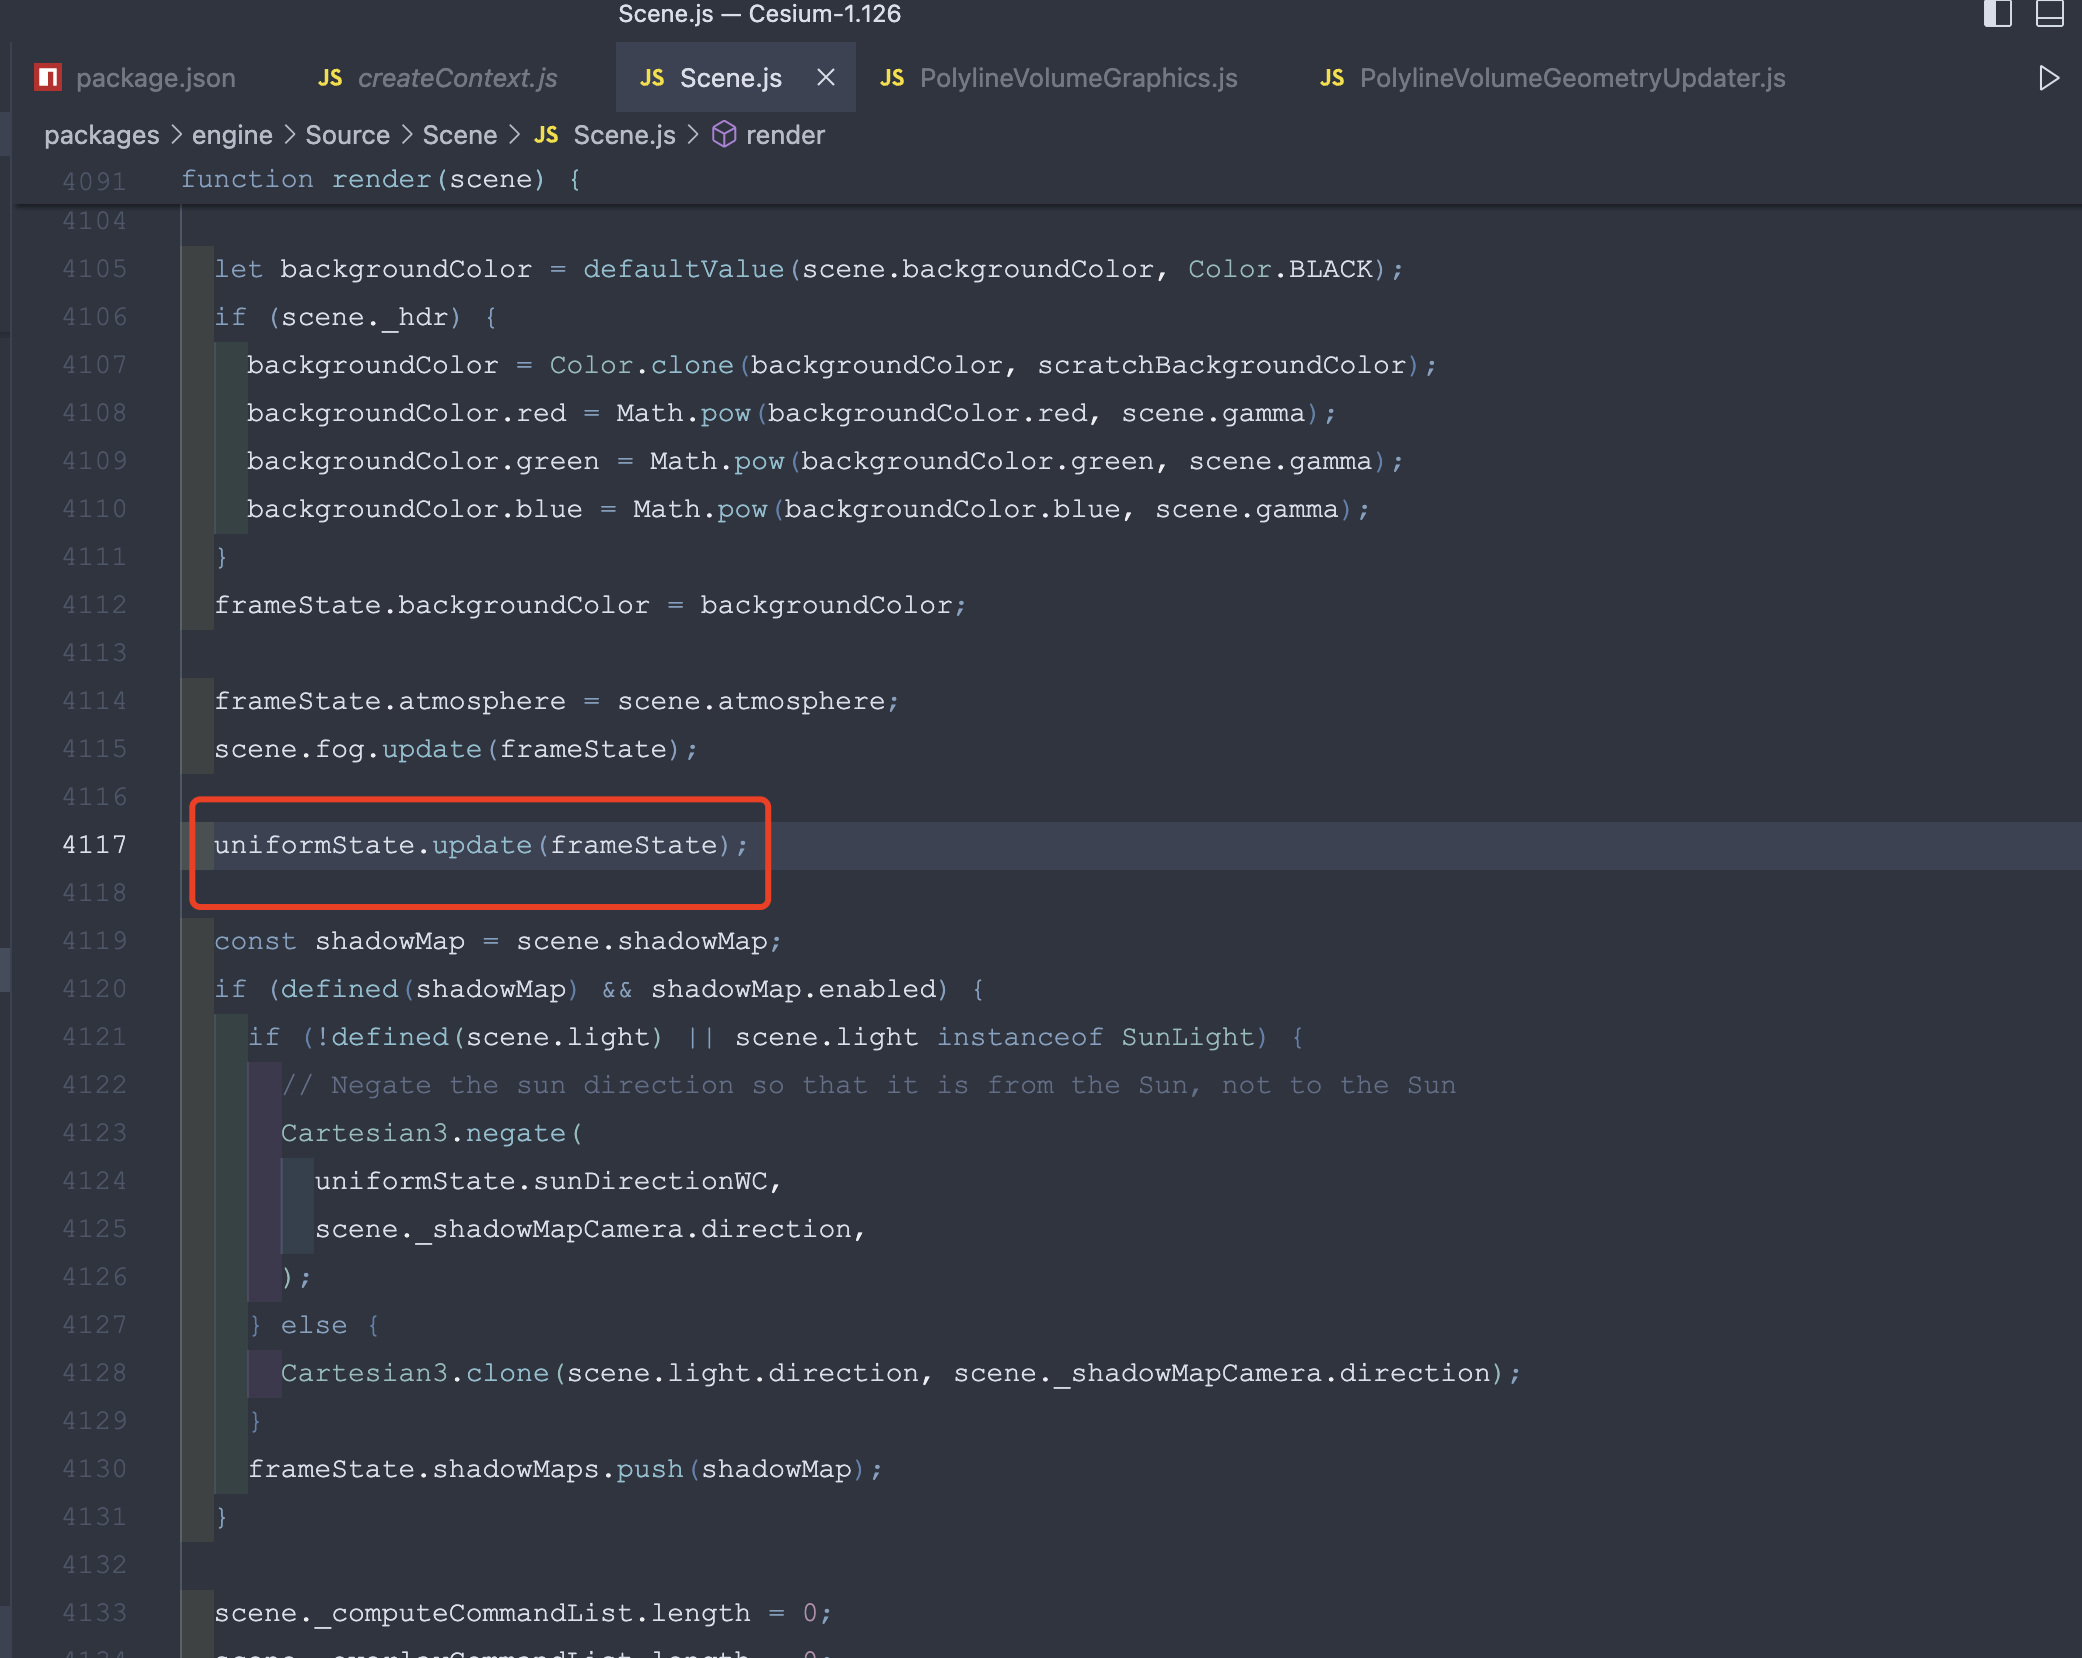 Scene.js — Cesium-1.126
package.json JS createContext.js JS Scene.js JS PolylineVolumeGraphics.js JS PolylineVolumeGeometryUpdater.js
packages > engine > Source > Scene > JS Scene.js > render
4091 function render(scene) {
4104
4105 let backgroundColor = defaultValue(scene.backgroundColor, Color.BLACK);
4106 if (scene._hdr) {
4107 backgroundColor = Color.clone(backgroundColor, scratchBackgroundColor);
4108 backgroundColor.red = Math.pow(backgroundColor.red, scene.gamma);
4109 backgroundColor.green = Math.pow(backgroundColor.green, scene.gamma);
4110 backgroundColor.blue = Math.pow(backgroundColor.blue, scene.gamma);
4111 }
4112 frameState.backgroundColor = backgroundColor;
4113
4114 frameState.atmosphere = scene.atmosphere;
4115 scene.fog.update(frameState);
4116
4117 uniformState.update(frameState);
4118
4119 const shadowMap = scene.shadowMap;
4120 if (defined(shadowMap) && shadowMap.enabled) {
4121 if (!defined(scene.light) || scene.light instanceof SunLight) {
4122 // Negate the sun direction so that it is from the Sun, not to the Sun
4123 Cartesian3.negate(
4124 uniformState.sunDirectionWC,
4125 scene._shadowMapCamera.direction,
4126 );
4127 } else {
4128 Cartesian3.clone(scene.light.direction, scene._shadowMapCamera.direction);
4129 }
4130 frameState.shadowMaps.push(shadowMap);
4131 }
4132
4133 scene._computeCommandList.length = 0;
4134 scene._overlayCommandList.length = 0;